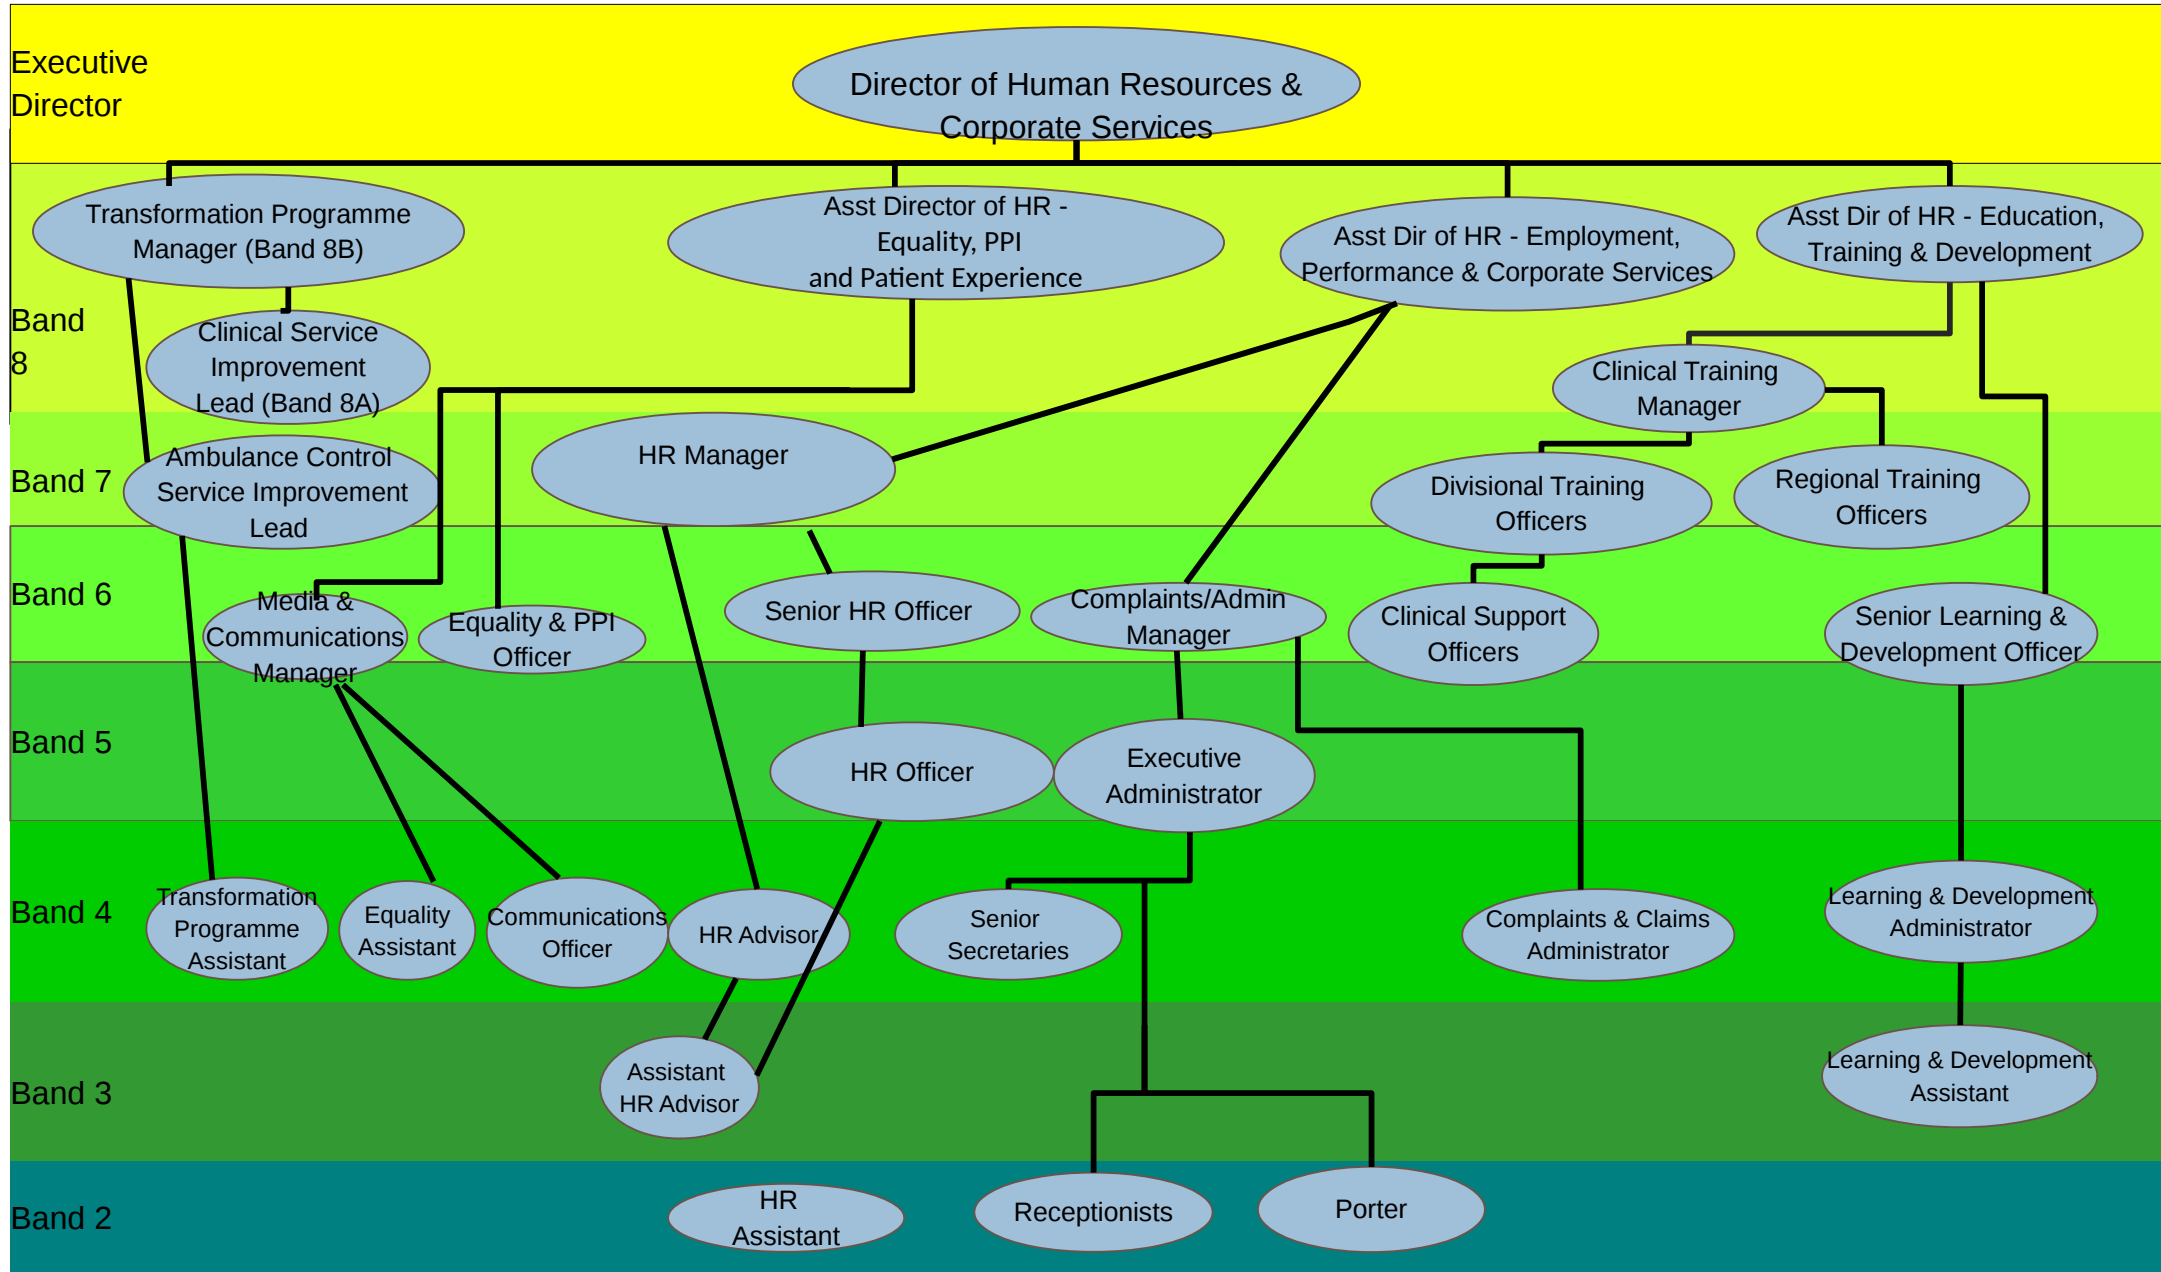 Executive
Director
Director of Human Resources &
Corporate Services
Transformation Programme
Manager (Band 8B)
Asst Director of HR -
Equality, PPI
and Patient Experience
Asst Dir of HR - Employment,
Performance & Corporate Services
Asst Dir of HR - Education,
Training & Development
Band
8
Clinical Service
Improvement
Lead (Band 8A)
Clinical Training
Manager
Band 7
Ambulance Control
Service Improvement
Lead
HR Manager
Divisional Training
Officers
Regional Training
Officers
Band 6
Media &
Communications
Manager
Equality & PPI
Officer
Senior HR Officer
Complaints/Admin
Manager
Clinical Support
Officers
Senior Learning &
Development Officer
Band 5
HR Officer
Executive
Administrator
Band 4
Transformation
Programme
Assistant
Equality
Assistant
Communications
Officer
HR Advisor
Senior
Secretaries
Complaints & Claims
Administrator
Learning & Development
Administrator
Band 3
Assistant
HR Advisor
Learning & Development
Assistant
Band 2
HR
Assistant
Receptionists
Porter